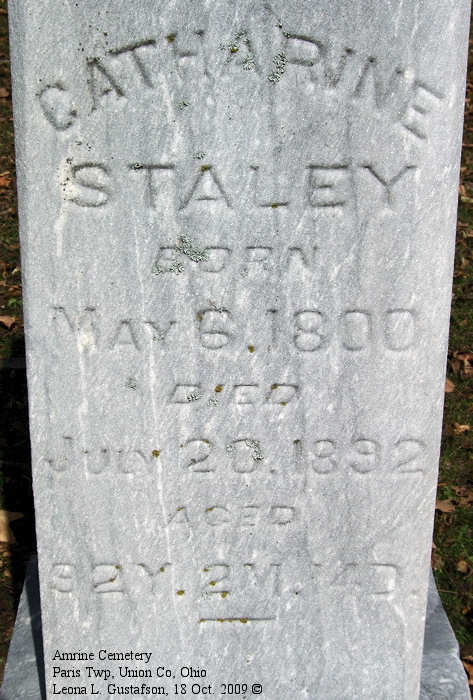 CATHARINE
STALEY
BORN
MAY 6. 1800
DIED
JULY 20. 1892
AGED
92Y. 2M. 14D.
Amrine Cemetery
Paris Twp, Union Co, Ohio
Leona L. Gustafson, 18 Oct. 2009 ©